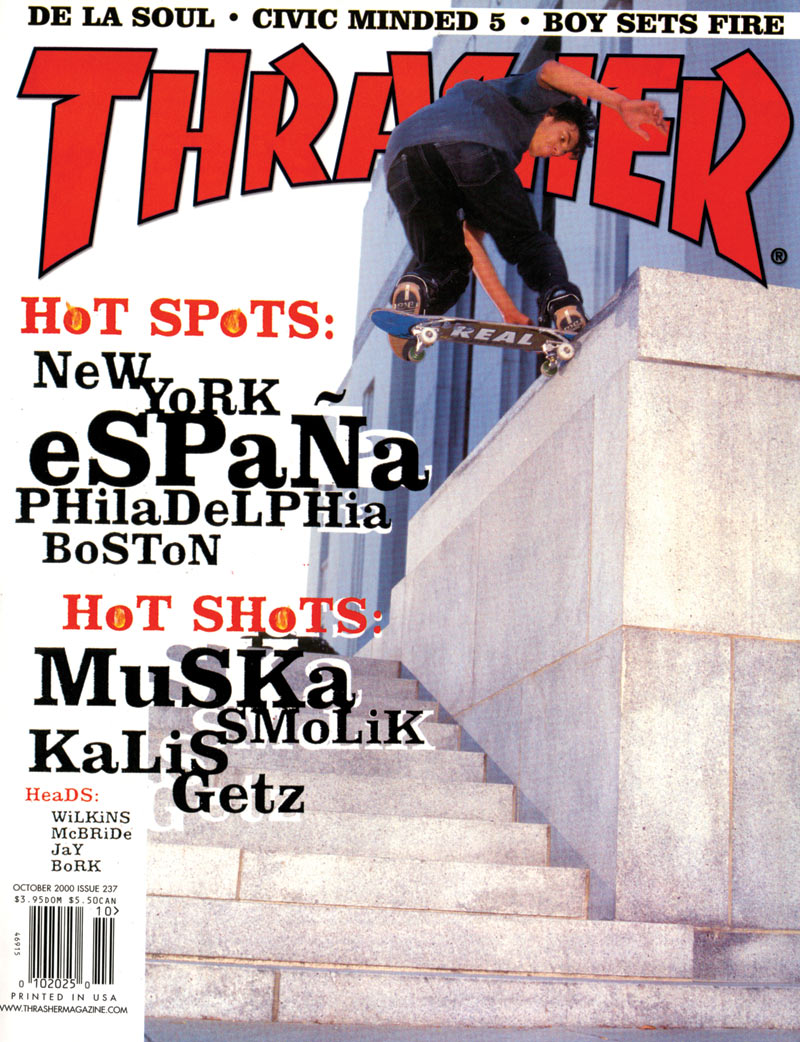 DE LA SOUL • CIVIC MINDED 5 • BOY SETS FIRE
THRASHER®
HoT SPoTS:
NeW
YoRK
eSPaÑa
PHilaDeLPHia
BoSToN
HoT SHoTS:
MuSKa
SMoLiK
KaLiS
Getz
HeaDS:
WiLKiNS
McBRiDe
JaY
BoRK
OCTOBER 2000 ISSUE 237
$3.95DOM $5.50CAN
10>
46915
0 102025 0
PRINTED IN USA
WWW.THRASHERMAGAZINE.COM
REAL